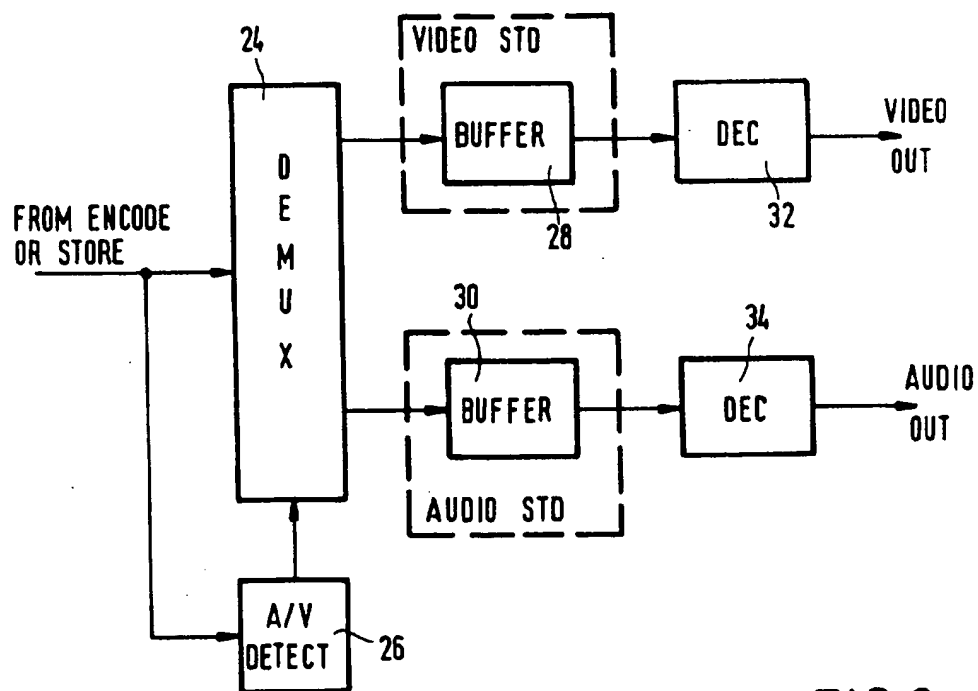 24
VIDEO STD
BUFFER
28
DEC
32
VIDEO
OUT
DEMUX
FROM ENCODE
OR STORE
30
BUFFER
AUDIO STD
34
DEC
AUDIO
OUT
A/V
DETECT
26